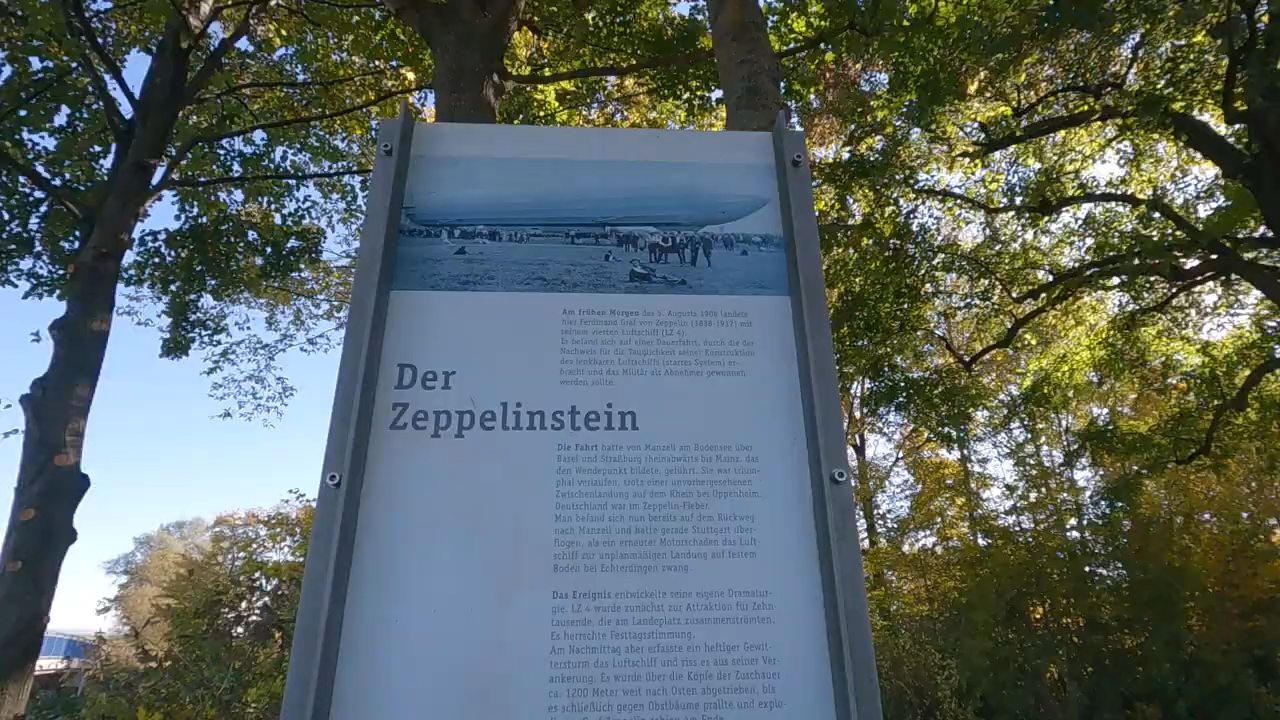 Am frühen Morgen des 5. Augusts 1908 landete
hier Ferdinand Graf von Zeppelin (1838-1917) mit
seinem vierten Luftschiff (LZ 4).
Er befand sich auf einer Dauerfahrt, durch die der
Nachweis für die Tauglichkeit seiner Konstruktion
des lenkbaren Luftschiffs (starres System) er-
bracht und das Militär als Abnehmer gewonnen
werden sollte.
Der
Zeppelinstein
Die Fahrt hatte von Manzell am Bodensee über
Basel und Straßburg rheinabwärts bis Mainz, das
den Wendepunkt bildete, geführt. Sie war trium-
phal verlaufen, trotz einer unvorhergesehenen
Zwischenlandung auf dem Rhein bei Oppenheim.
Deutschland war im Zeppelin-Fieber.
Man befand sich nun bereits auf dem Rückweg
nach Manzell und hatte gerade Stuttgart über-
flogen, als ein erneuter Motorschaden das Luft-
schiff zur unplanmäßigen Landung auf festem
Boden bei Echterdingen zwang.
Das Ereignis entwickelte seine eigene Dramatur-
gie. LZ 4 wurde zunächst zur Attraktion für Zehn-
tausende, die am Landeplatz zusammenströmten.
Es herrschte Festtagsstimmung.
Am Nachmittag aber erfasste ein heftiger Gewit-
tersturm das Luftschiff und riss es aus seiner Ver-
ankerung. Es wurde über die Köpfe der Zuschauer
ca. 1200 Meter weit nach Osten abgetrieben, bis
es schließlich gegen Obstbäume prallte und explo-